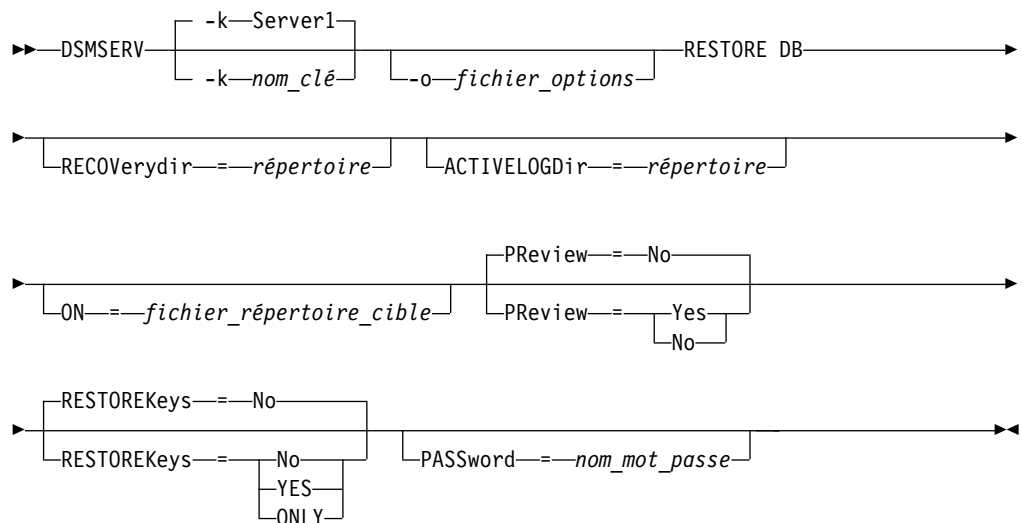 -k Server1
DSMSERV RESTORE DB
-k nom_clé -o fichier_options
RECOVerydir = répertoire ACTIVELOGDir = répertoire
PReview = No
ON = fichier_répertoire_cible PReview = Yes
No
RESTOREKeys = No
RESTOREKeys = No PASSword = nom_mot_passe
YES
ONLY